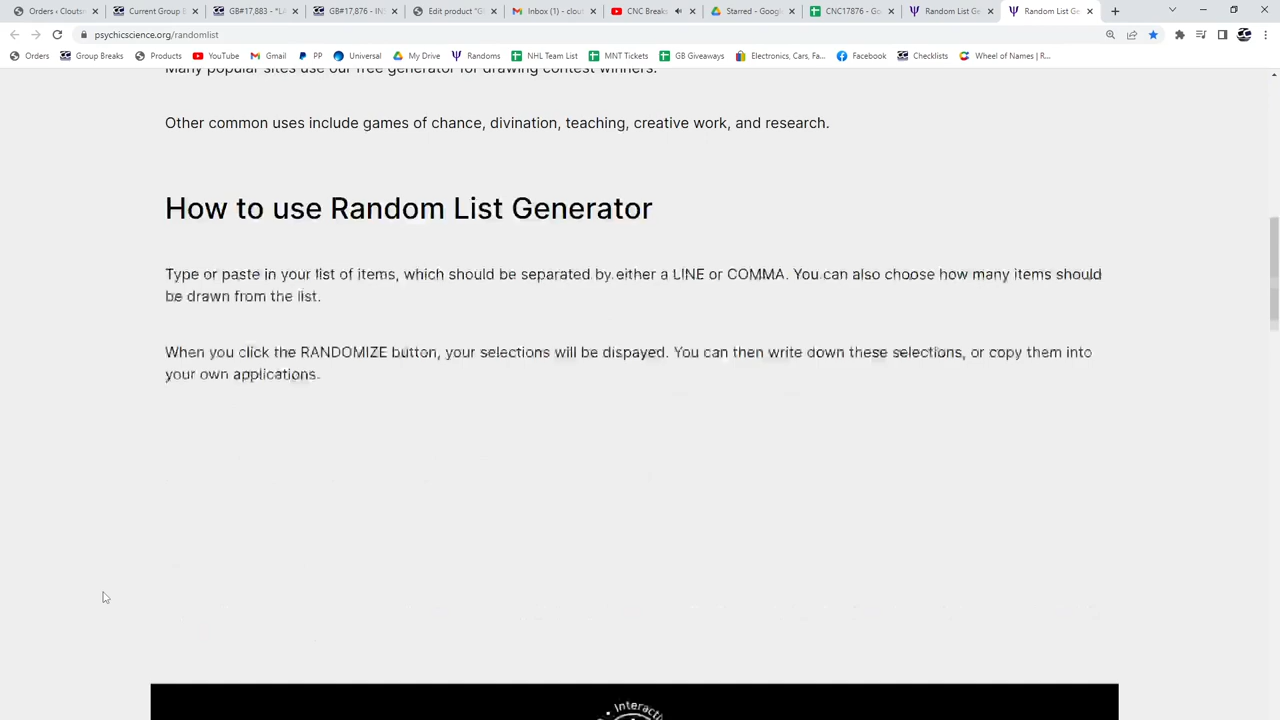 Orders < Clouts
Current Group
GB#17,883 - "L
GB#17,876 - IN
Edit product "G
Inbox (1) - clou
CNC Break
Starred - Goog
CNC17876 - Go
Random List Ge
Random List Ge
psychicscience.org/randomlist
Orders
Group Breaks
Products
YouTube
Gmail
PP
Universal
My Drive
Randoms
NHL Team List
MNT Tickets
GB Giveaways
Electronics, Cars, Fa...
Facebook
Checklists
Wheel of Names | R...
Many popular sites use our free generator for drawing contest winners.
Other common uses include games of chance, divination, teaching, creative work, and research.
How to use Random List Generator
Type or paste in your list of items, which should be separated by either a LINE or COMMA. You can also choose how many items should
be drawn from the list.
When you click the RANDOMIZE button, your selections will be dispayed. You can then write down these selections, or copy them into
your own applications.
Interacti